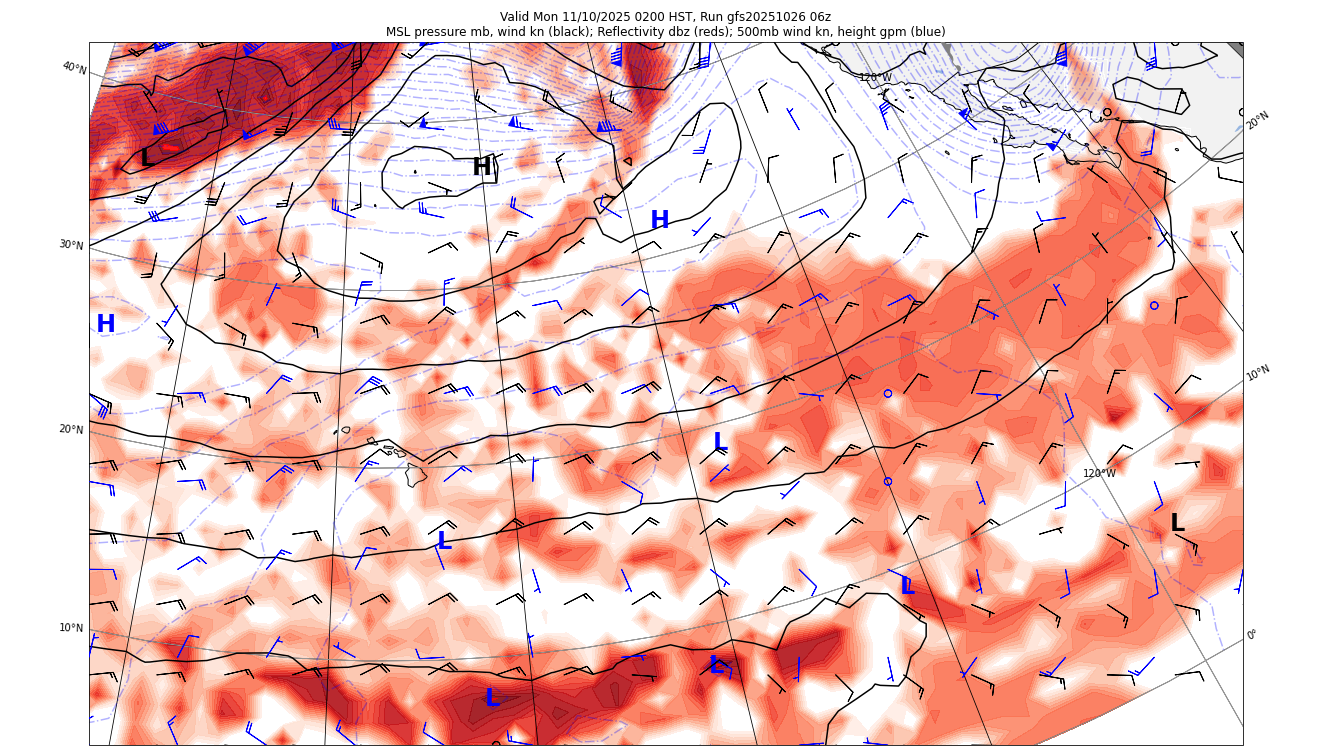 Valid Mon 11/10/2025 0200 HST, Run gfs20251026 06z
MSL pressure mb, wind kn (black); Reflectivity dbz (reds); 500mb wind kn, height gpm (blue)
40°N
120°W
20°N
L
H
H
30°N
H
10°N
20°N
L
120°W
L
L
L
10°N
0°
L
L